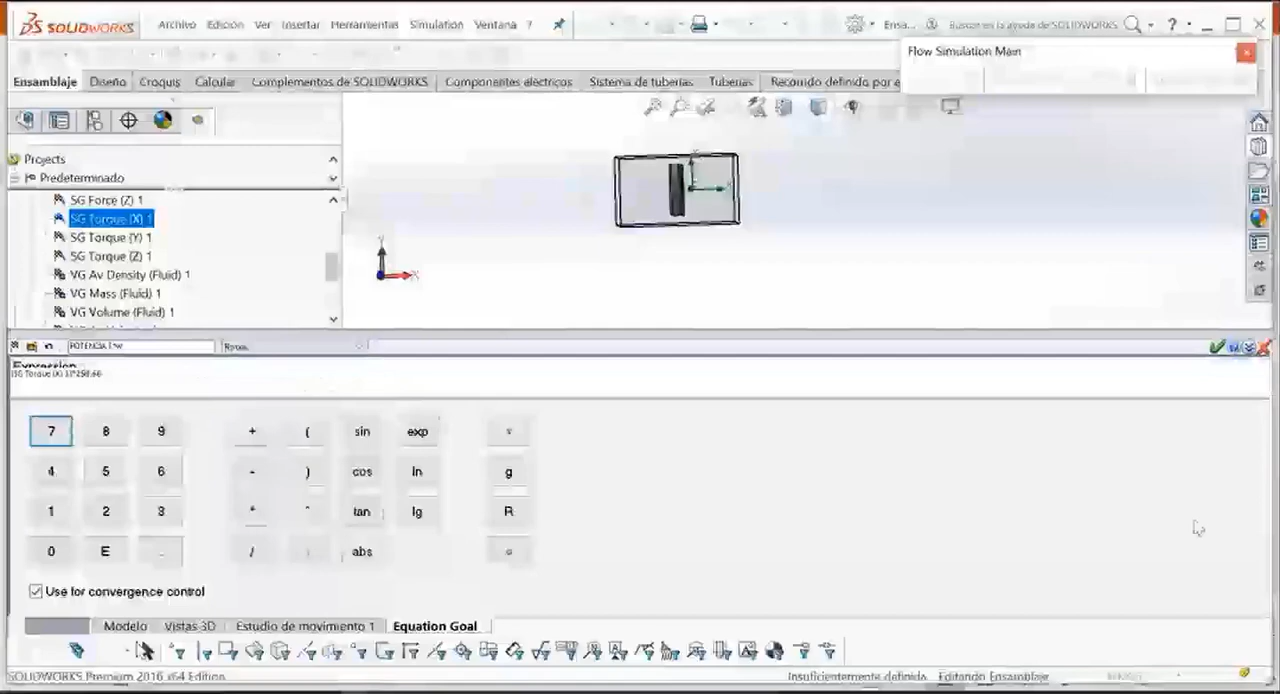 SOLIDWORKS Archivo Edición Ver Insertar Herramientas Simulation Ventana ? Ensa... Buscar en la ayuda de SOLIDWORKS ?
Flow Simulation Main
Ensamblaje Diseño Croquis Calcular Complementos de SOLIDWORKS Componentes eléctricos Sistema de tuberías Tuberías Recorrido definido por e
Projects
Predeterminado
SG Force (Z) 1
SG Torque (X) 1
SG Torque (Y) 1
SG Torque (Z) 1
VG Av Density (Fluid) 1
VG Mass (Fluid) 1
VG Volume (Fluid) 1
Y
X
Expression
7 8 9 + ( sin exp
4 5 6 - ) cos ln g
1 2 3 * ^ tan lg R
0 E . / abs
Use for convergence control
Modelo Vistas 3D Estudio de movimiento 1 Equation Goal
SOLIDWORKS Premium 2016 x64 Edition Insuficientemente definido Editando Ensamblaje